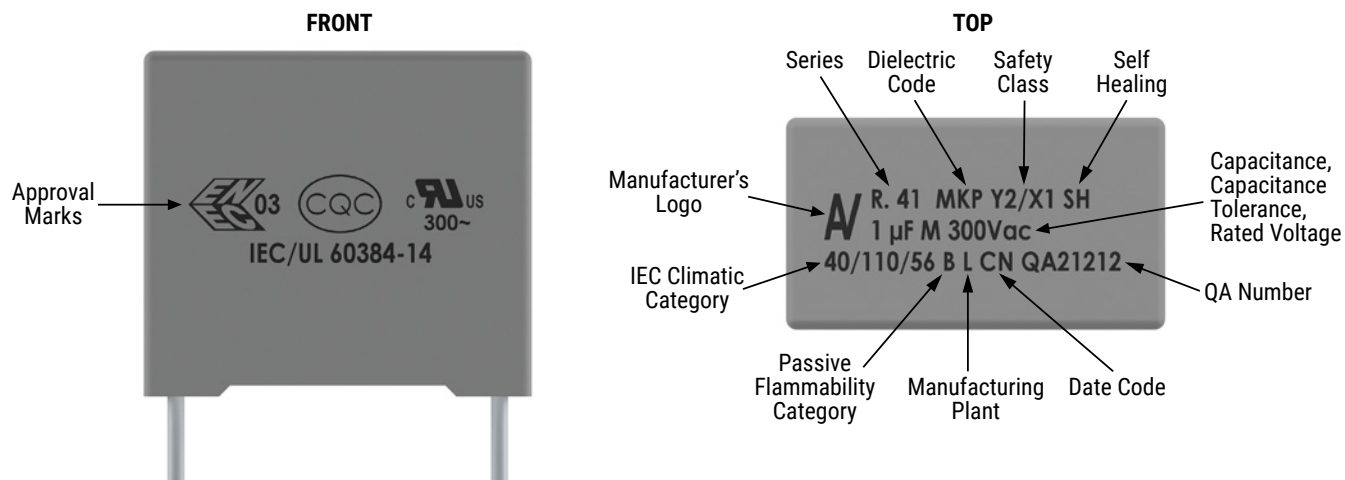 FRONT
Approval
Marks
EN
EC
03
CQC
C
US
300~
IEC/UL 60384-14
TOP
Series
Dielectric
Code
Safety
Class
Self
Healing
Manufacturer's
Logo
R. 41 MKP Y2/X1 SH
1 µF M 300Vac
40/110/56 B L CN QA21212
Capacitance,
Capacitance
Tolerance,
Rated Voltage
IEC Climatic
Category
QA Number
Passive
Flammability
Category
Manufacturing
Plant
Date Code